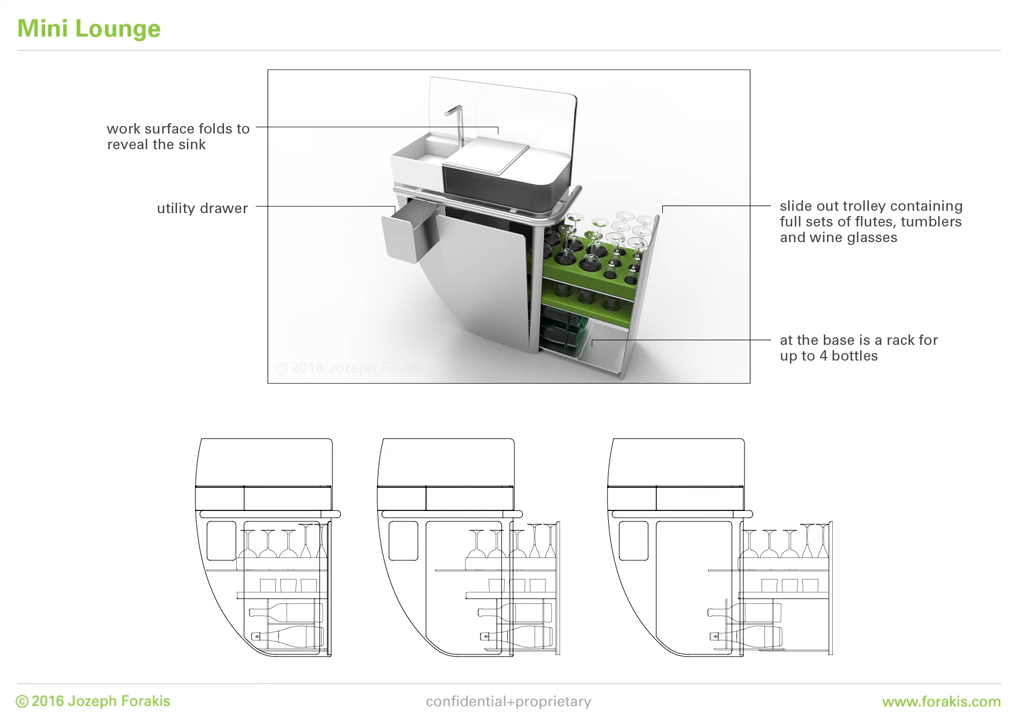 Mini Lounge
work surface folds to
reveal the sink
utility drawer
slide out trolley containing
full sets of flutes, tumblers
and wine glasses
at the base is a rack for
up to 4 bottles
© 2016 Jozeph Forakis
© 2016 Jozeph Forakis
confidential+proprietary
www.forakis.com